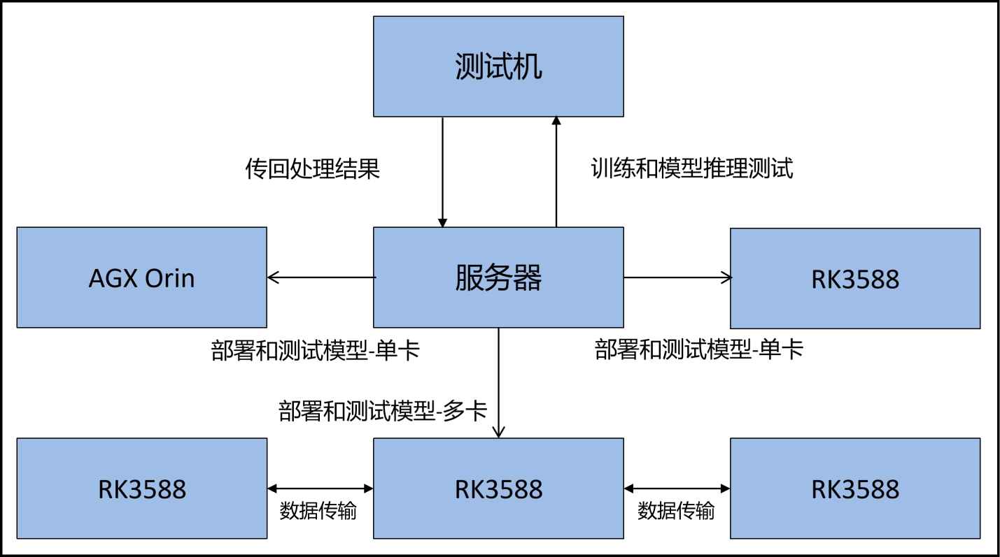 测试机
传回处理结果
训练和模型推理测试
AGX Orin
服务器
RK3588
部署和测试模型-单卡
部署和测试模型-单卡
部署和测试模型-多卡
RK3588
数据传输
RK3588
数据传输
RK3588